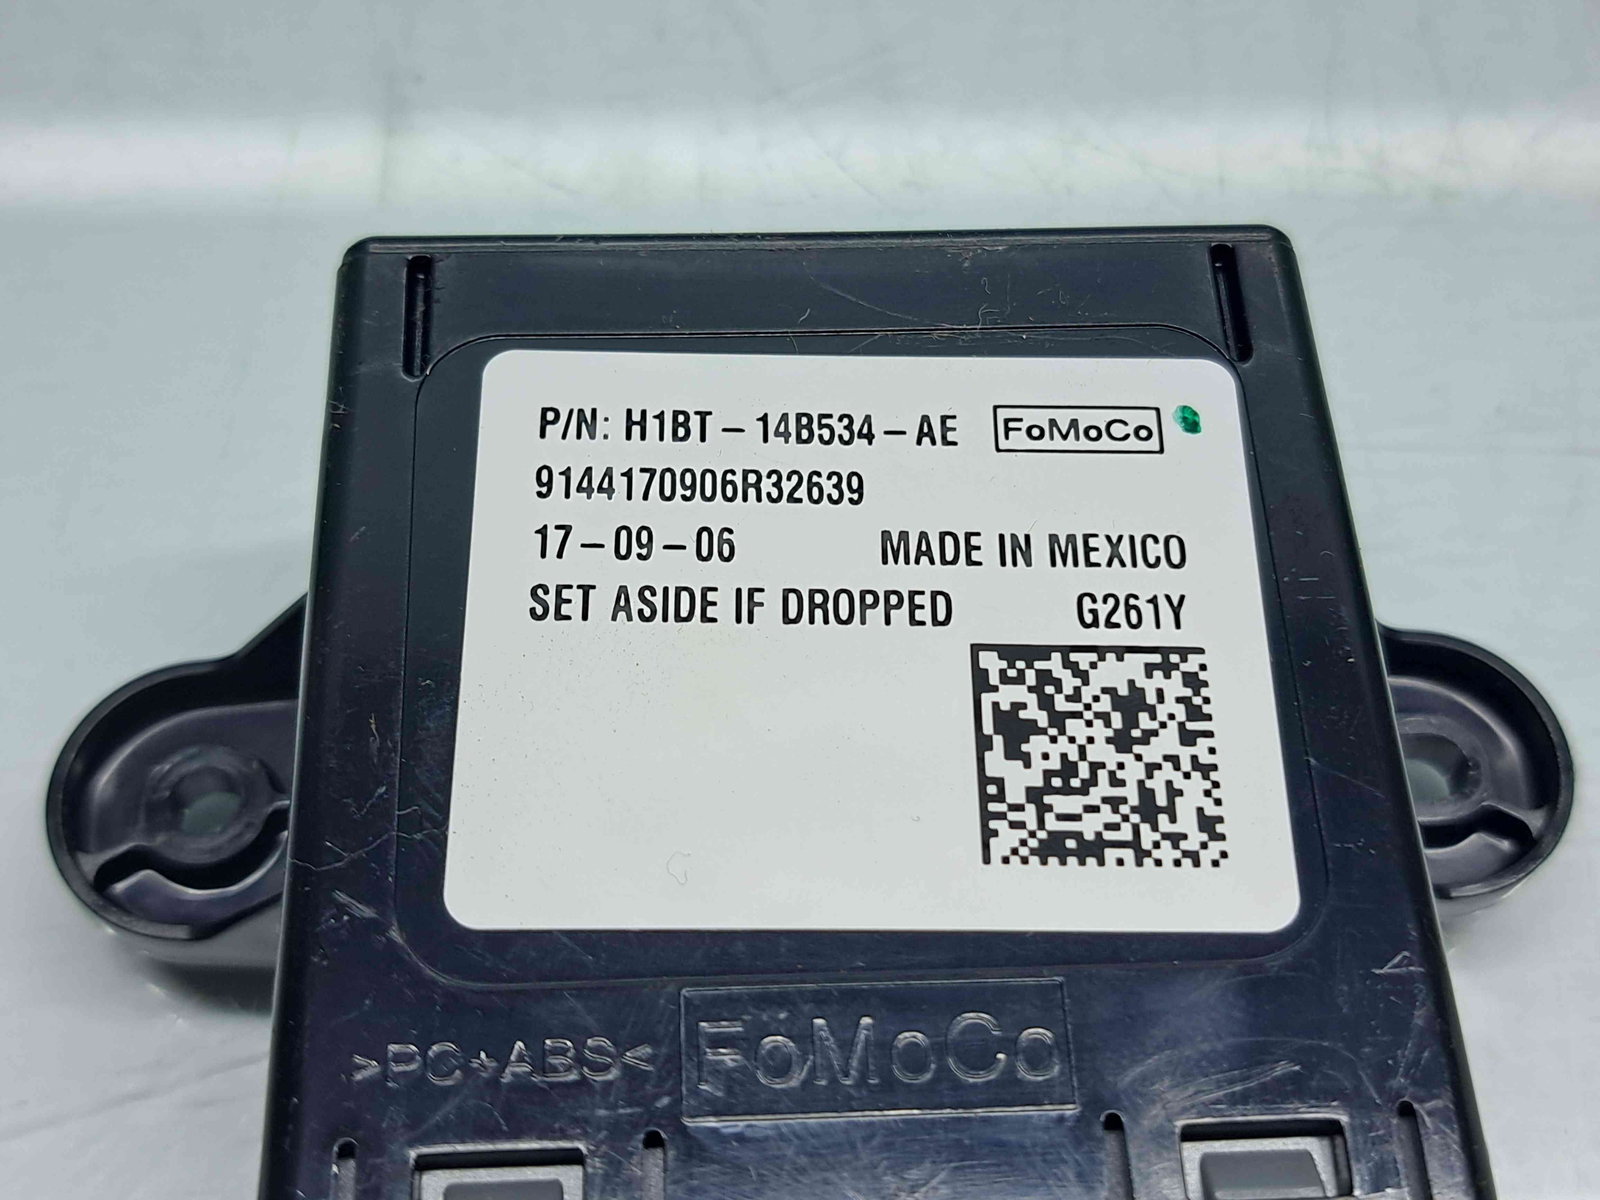 P/N: H1BT-14B534-AE FoMoCo
9144170906R32639
17-09-06 MADE IN MEXICO
SET ASIDE IF DROPPED G261Y
>PC+ABS< FoMoCo